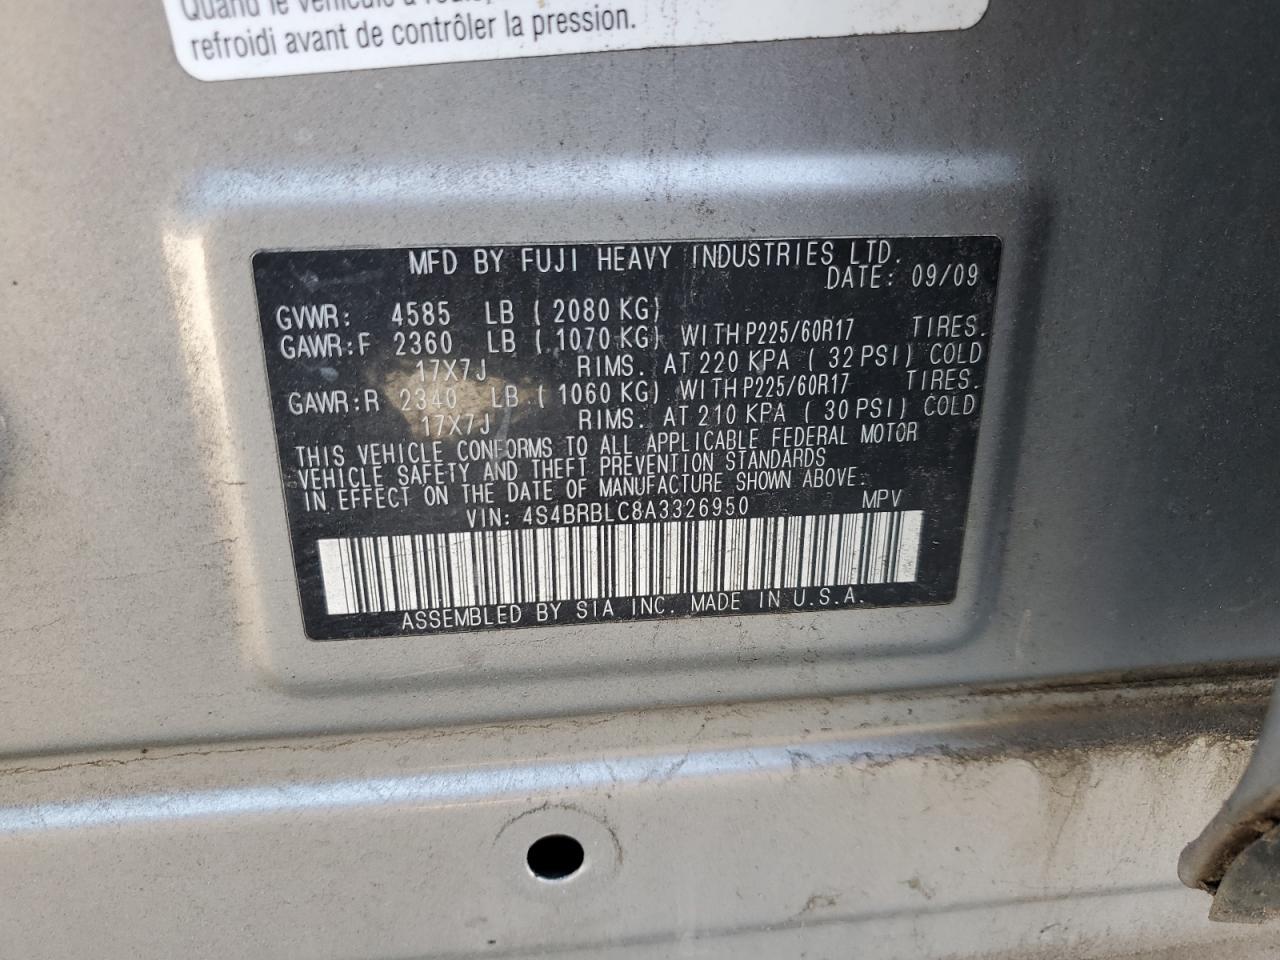 Quand le véhicule a
refroidi avant de contrôler la pression.
MFD BY FUJI HEAVY INDUSTRIES LTD.
DATE: 09/09
GVWR: 4585 LB ( 2080 KG)
GAWR:F 2360 LB ( 1070 KG) WITH P225/60R17 TIRES.
17X7J RIMS. AT 220 KPA ( 32 PSI) COLD
GAWR:R 2340 LB ( 1060 KG) WITH P225/60R17 TIRES.
17X7J RIMS. AT 210 KPA ( 30 PSI) COLD
THIS VEHICLE CONFORMS TO ALL APPLICABLE FEDERAL MOTOR
VEHICLE SAFETY AND THEFT PREVENTION STANDARDS
IN EFFECT ON THE DATE OF MANUFACTURE SHOWN ABOVE.
VIN: 4S4BRBLC8A3326950 MPV
ASSEMBLED BY SIA INC. MADE IN U.S.A.